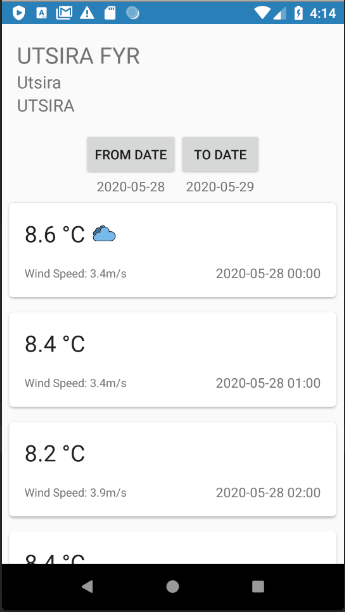 4:14
UTSIRA FYR
Utsira
UTSIRA
FROM DATE TO DATE
2020-05-28 2020-05-29
8.6 °C
Wind Speed: 3.4m/s 2020-05-28 00:00
8.4 °C
Wind Speed: 3.4m/s 2020-05-28 01:00
8.2 °C
Wind Speed: 3.9m/s 2020-05-28 02:00
8.4 °C